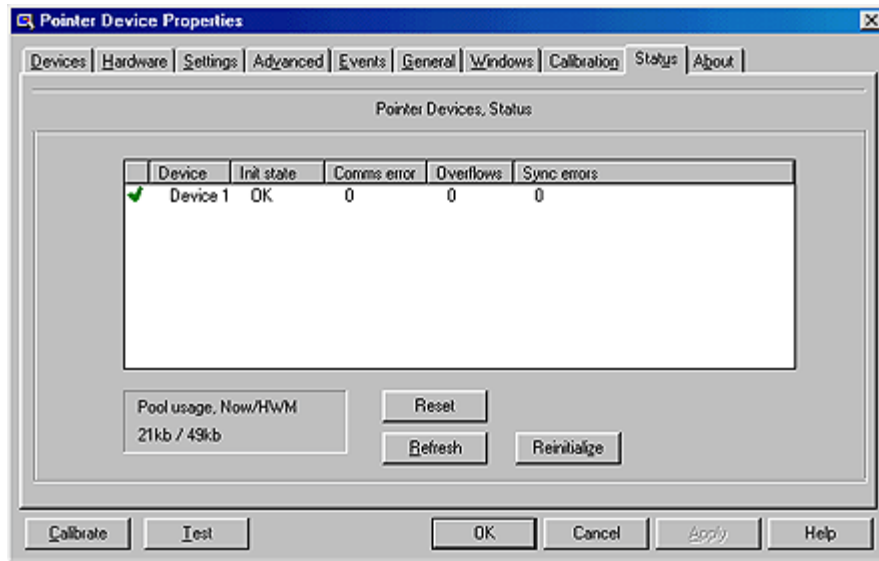 Pointer Device Properties
Devices Hardware Settings Advanced Events General Windows Calibration Status About
Pointer Devices, Status
Device Init state Comms error Overflows Sync errors
Device 1 OK 0 0 0
Pool usage, Now/HWM
21kb / 49kb
Reset
Refresh Reinitialize
Calibrate Test OK Cancel Apply Help